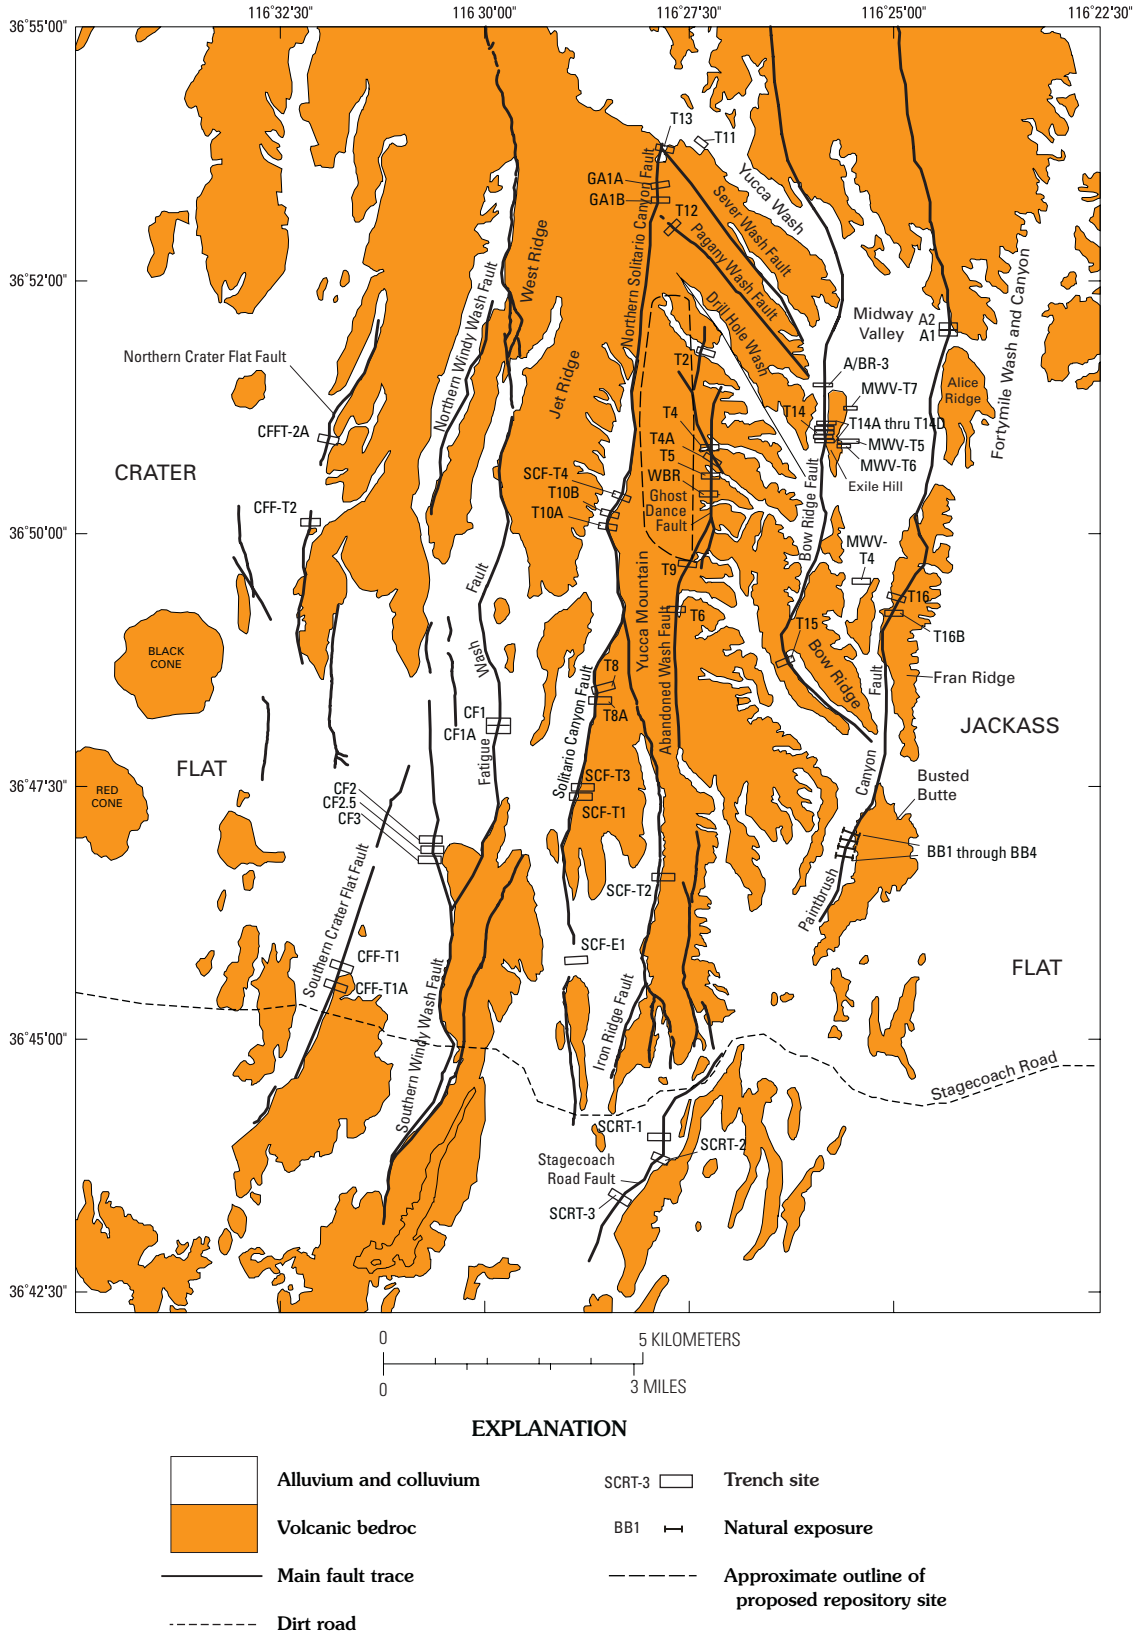 116°32'30"
116°30'00"
116°27'30"
116°25'00"
116°22'30"
36°55'00"
T13
T11
Yucca Wash
GA1A
GA1B
T12
Sever Wash Fault
Pagany Wash Fault
Northern Solitario Canyon Fault
36°52'00"
West Ridge
Northern Windy Wash Fault
Drill Hole Wash
Fortymile Wash and Canyon
Midway
Valley
A2
A1
Northern Crater Flat Fault
T2
A/BR-3
Alice
Ridge
Jet Ridge
MWV-T7
T4
T14
T14A thru T14D
CFFT-2A
T4A
MWV-T5
T5
MWV-T6
CRATER
SCF-T4
WBR
Exile Hill
T10B
Ghost
Dance
Fault
T10A
CFF-T2
Bow Ridge Fault
36°50'00"
MWV-
T4
Fault
T9
Yucca Mountain
T16
T6
T15
T16B
BLACK
CONE
Wash
Abandoned Wash Fault
Bow Ridge
Fault
Fran Ridge
T8
T8A
CF1
CF1A
Solitario Canyon Fault
JACKASS
FLAT
Fatigue
Canyon
36°47'30"
RED
CONE
SCF-T3
SCF-T1
Busted
Butte
CF2
CF2.5
CF3
BB1 through BB4
SCF-T2
Paintbrush
Southern Crater Flat Fault
CFF-T1
CFF-T1A
SCF-E1
FLAT
Southern Windy Wash Fault
Iron Ridge Fault
36°45'00"
Stagecoach Road
SCRT-1
SCRT-2
Stagecoach
Road Fault
SCRT-3
36°42'30"
0
5 KILOMETERS
0
3 MILES
EXPLANATION
Alluvium and colluvium
SCRT-3
Trench site
Volcanic bedroc
BB1
Natural exposure
Main fault trace
Approximate outline of
proposed repository site
Dirt road